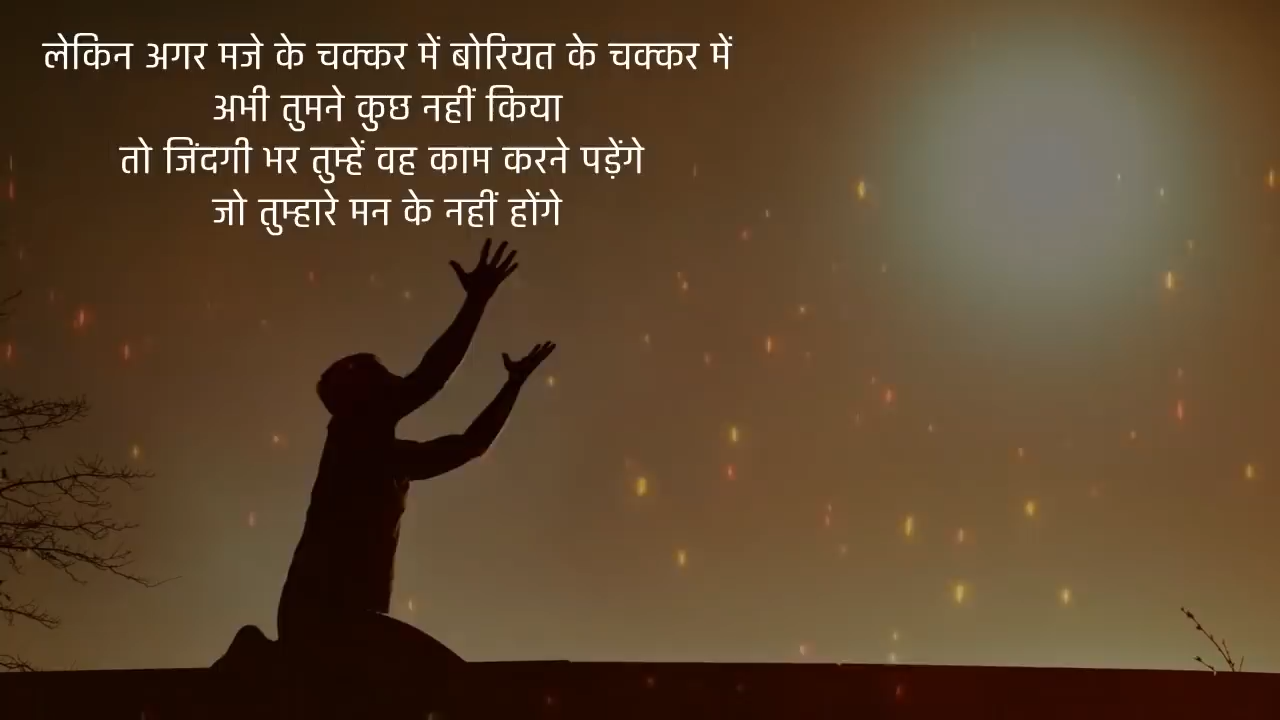 लेकिन अगर मजे के चक्कर में बोरियत के चक्कर में
अभी तुमने कुछ नहीं किया
तो जिंदगी भर तुम्हें वह काम करने पड़ेंगे
जो तुम्हारे मन के नहीं होंगे